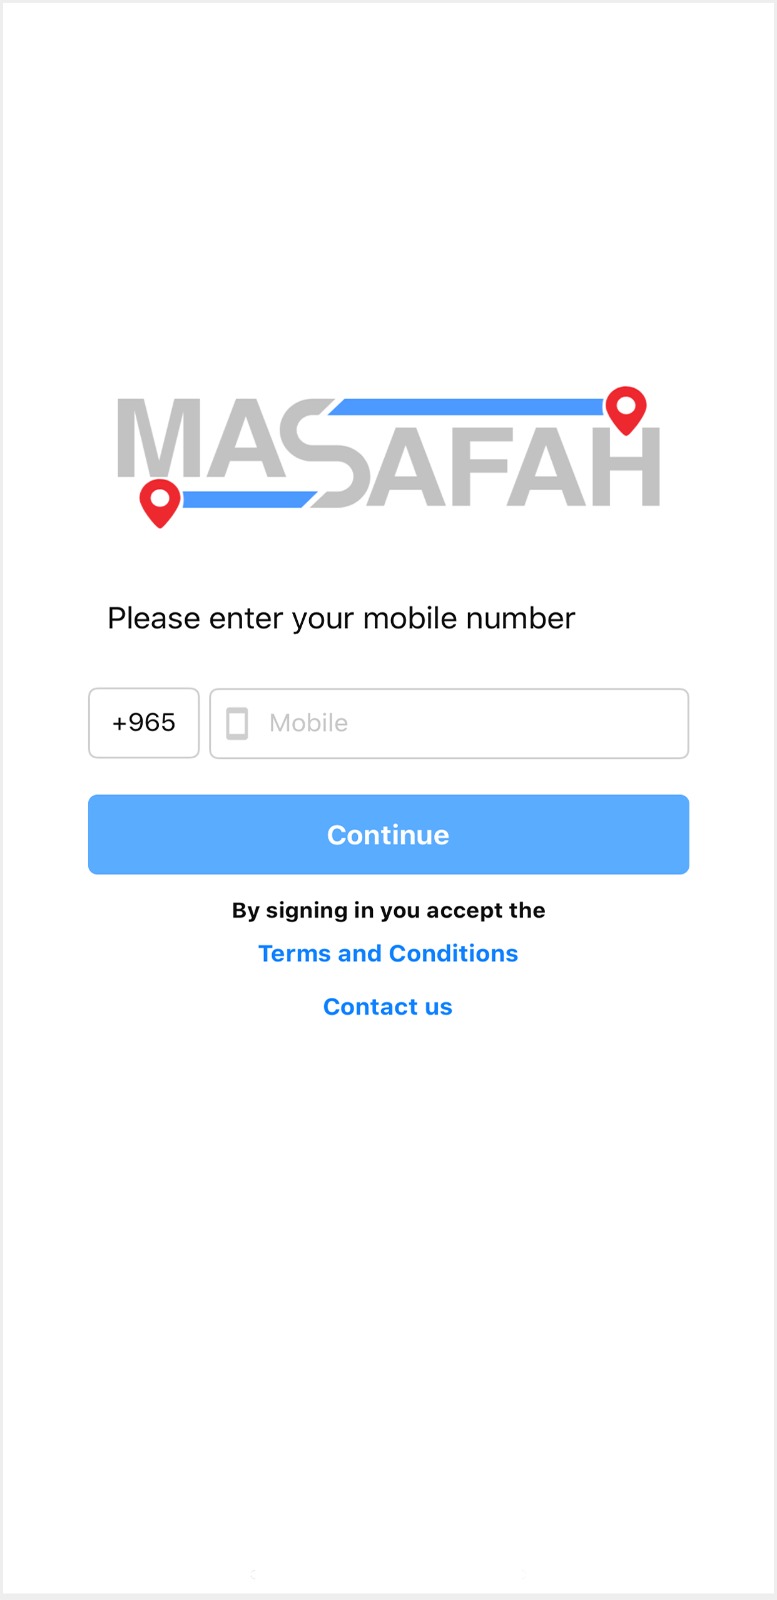 MASAFAH
Please enter your mobile number
+965 Mobile
Continue
By signing in you accept the
Terms and Conditions
Contact us